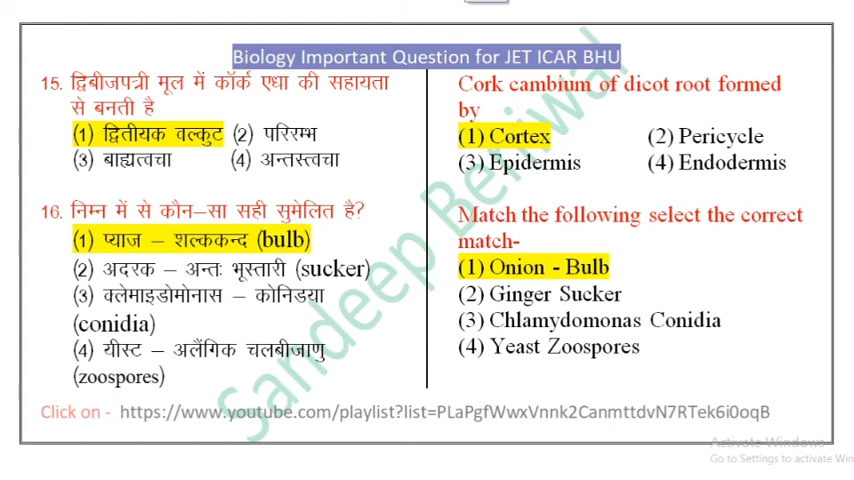 Biology Important Question for JET ICAR BHU
15. द्विबीजपत्री मूल में कॉर्क एधा की सहायता
से बनती है
(1) द्वितीयक वल्कुट (2) परिरम्भ
(3) बाह्यत्वचा (4) अन्तस्त्वचा
16. निम्न में से कौन–सा सही सुमेलित है?
(1) प्याज – शल्ककन्द (bulb)
(2) अदरक – अन्तः भूस्तारी (sucker)
(3) क्लेमाइडोमोनास – कोनिडया
(conidia)
(4) यीस्ट – अलैंगिक चलबीजाणु
(zoospores)
Cork cambium of dicot root formed
by
(1) Cortex (2) Pericycle
(3) Epidermis (4) Endodermis
Match the following select the correct
match-
(1) Onion - Bulb
(2) Ginger Sucker
(3) Chlamydomonas Conidia
(4) Yeast Zoospores
Sandeep Beniwal
Click on - https://www.youtube.com/playlist?list=PLaPgfWwxVnnk2CanmttdvN7RTek6i0oqB
Activate Windows
Go to Settings to activate Win